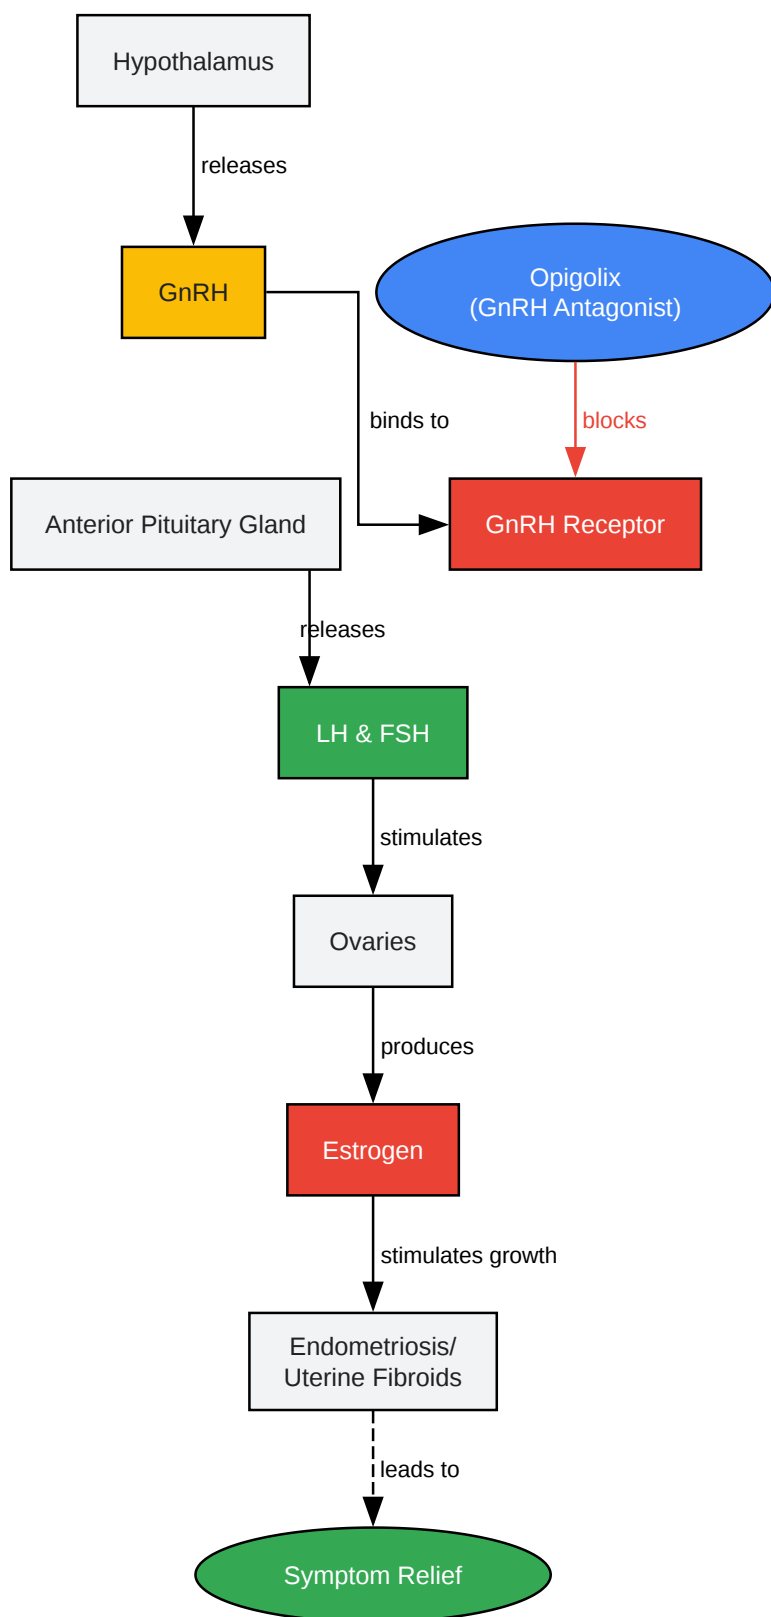 Hypothalamus
releases
GnRH
Opigolix
(GnRH Antagonist)
binds to
blocks
Anterior Pituitary Gland
GnRH Receptor
releases
LH & FSH
stimulates
Ovaries
produces
Estrogen
stimulates growth
Endometriosis/
Uterine Fibroids
leads to
Symptom Relief